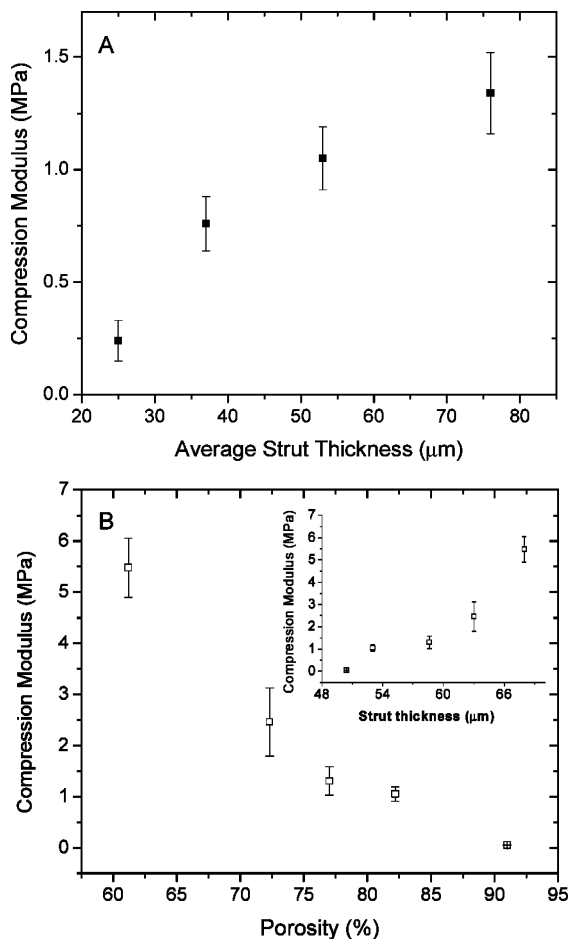 A
Compression Modulus (MPa)
1.5
1.0
0.5
0.0
20 30 40 50 60 70 80
Average Strut Thickness (μm)
B
Compression Modulus (MPa)
7
6
5
4
3
2
1
0
60 65 70 75 80 85 90 95
Porosity (%)
Compression Modulus (MPa)
7
6
5
4
3
2
1
0
48 54 60 66
Strut thickness (μm)